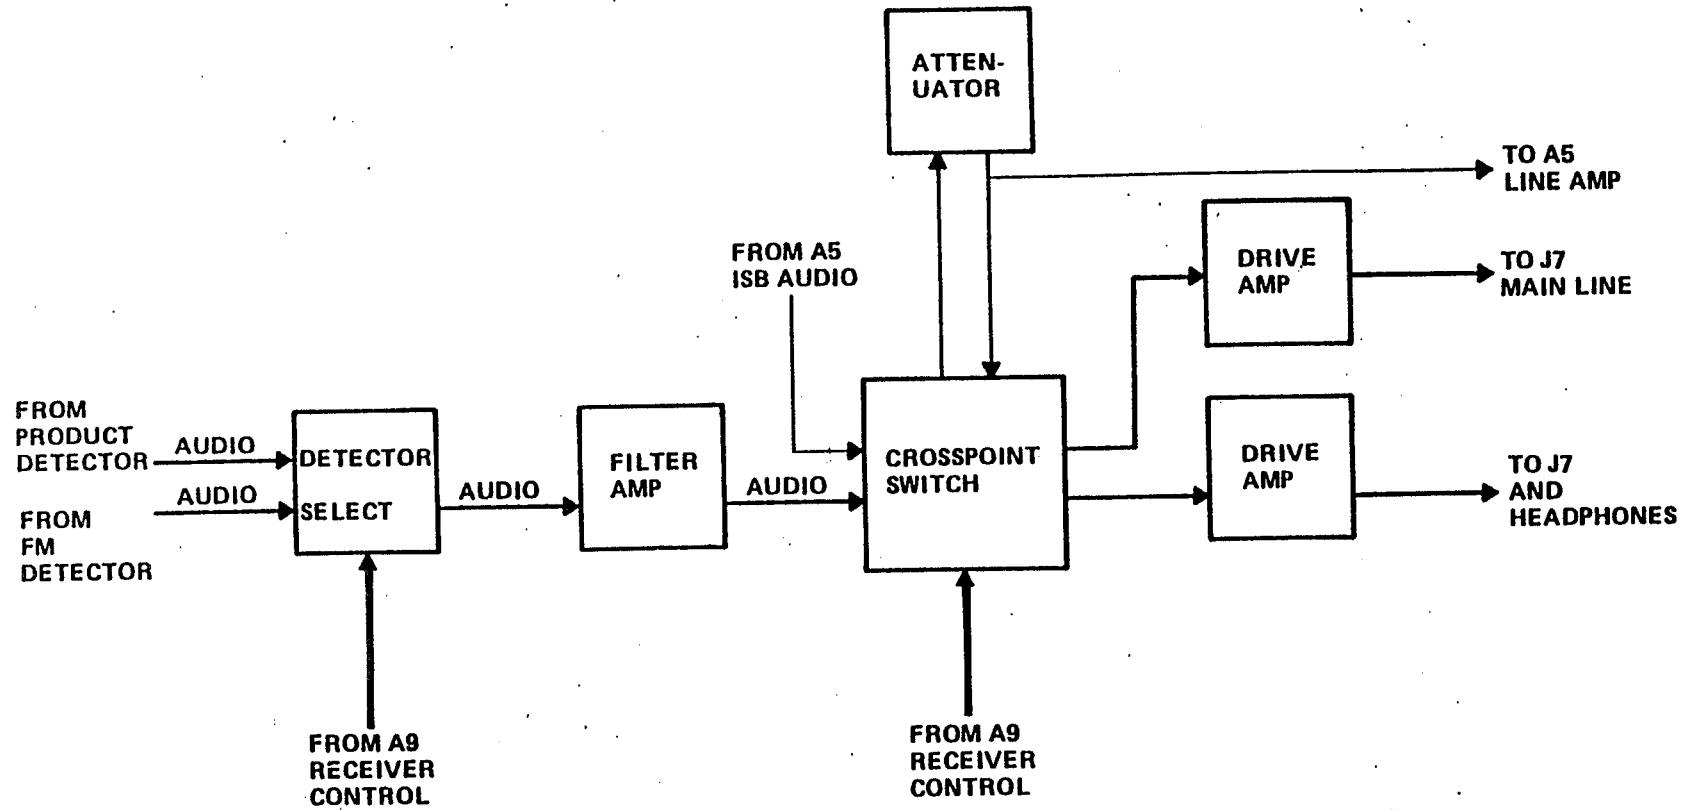 ATTEN-
UATOR
TO A5
LINE AMP
FROM A5
ISB AUDIO
DRIVE
AMP
TO J7
MAIN LINE
FROM
PRODUCT
DETECTOR
AUDIO
AUDIO
FROM
FM
DETECTOR
DETECTOR
SELECT
AUDIO
FILTER
AMP
AUDIO
CROSSPOINT
SWITCH
DRIVE
AMP
TO J7
AND
HEADPHONES
FROM A9
RECEIVER
CONTROL
FROM A9
RECEIVER
CONTROL